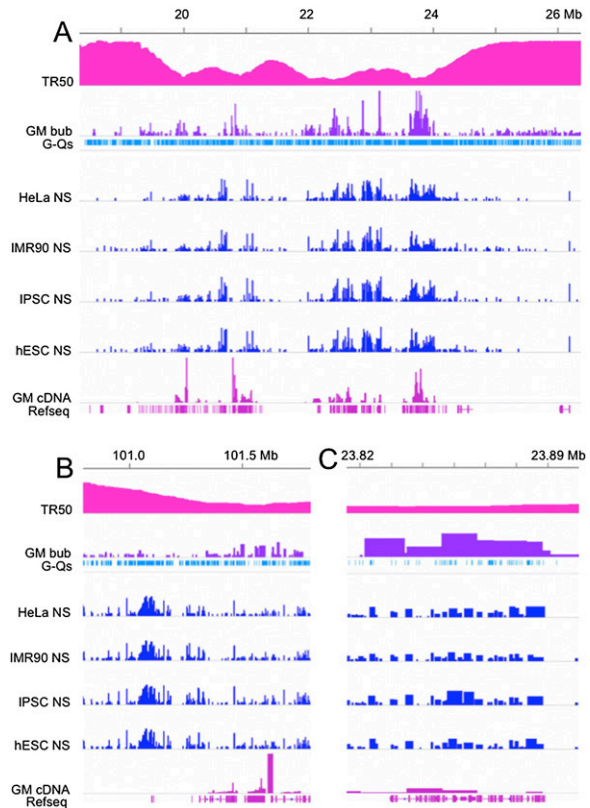 A
20 22 24 26 Mb
TR50
GM bub
G-Qs
HeLa NS
IMR90 NS
IPSC NS
hESC NS
GM cDNA
Refseq
B
101.0 101.5 Mb
TR50
GM bub
G-Qs
HeLa NS
IMR90 NS
IPSC NS
hESC NS
GM cDNA
Refseq
C
23.82 23.89 Mb